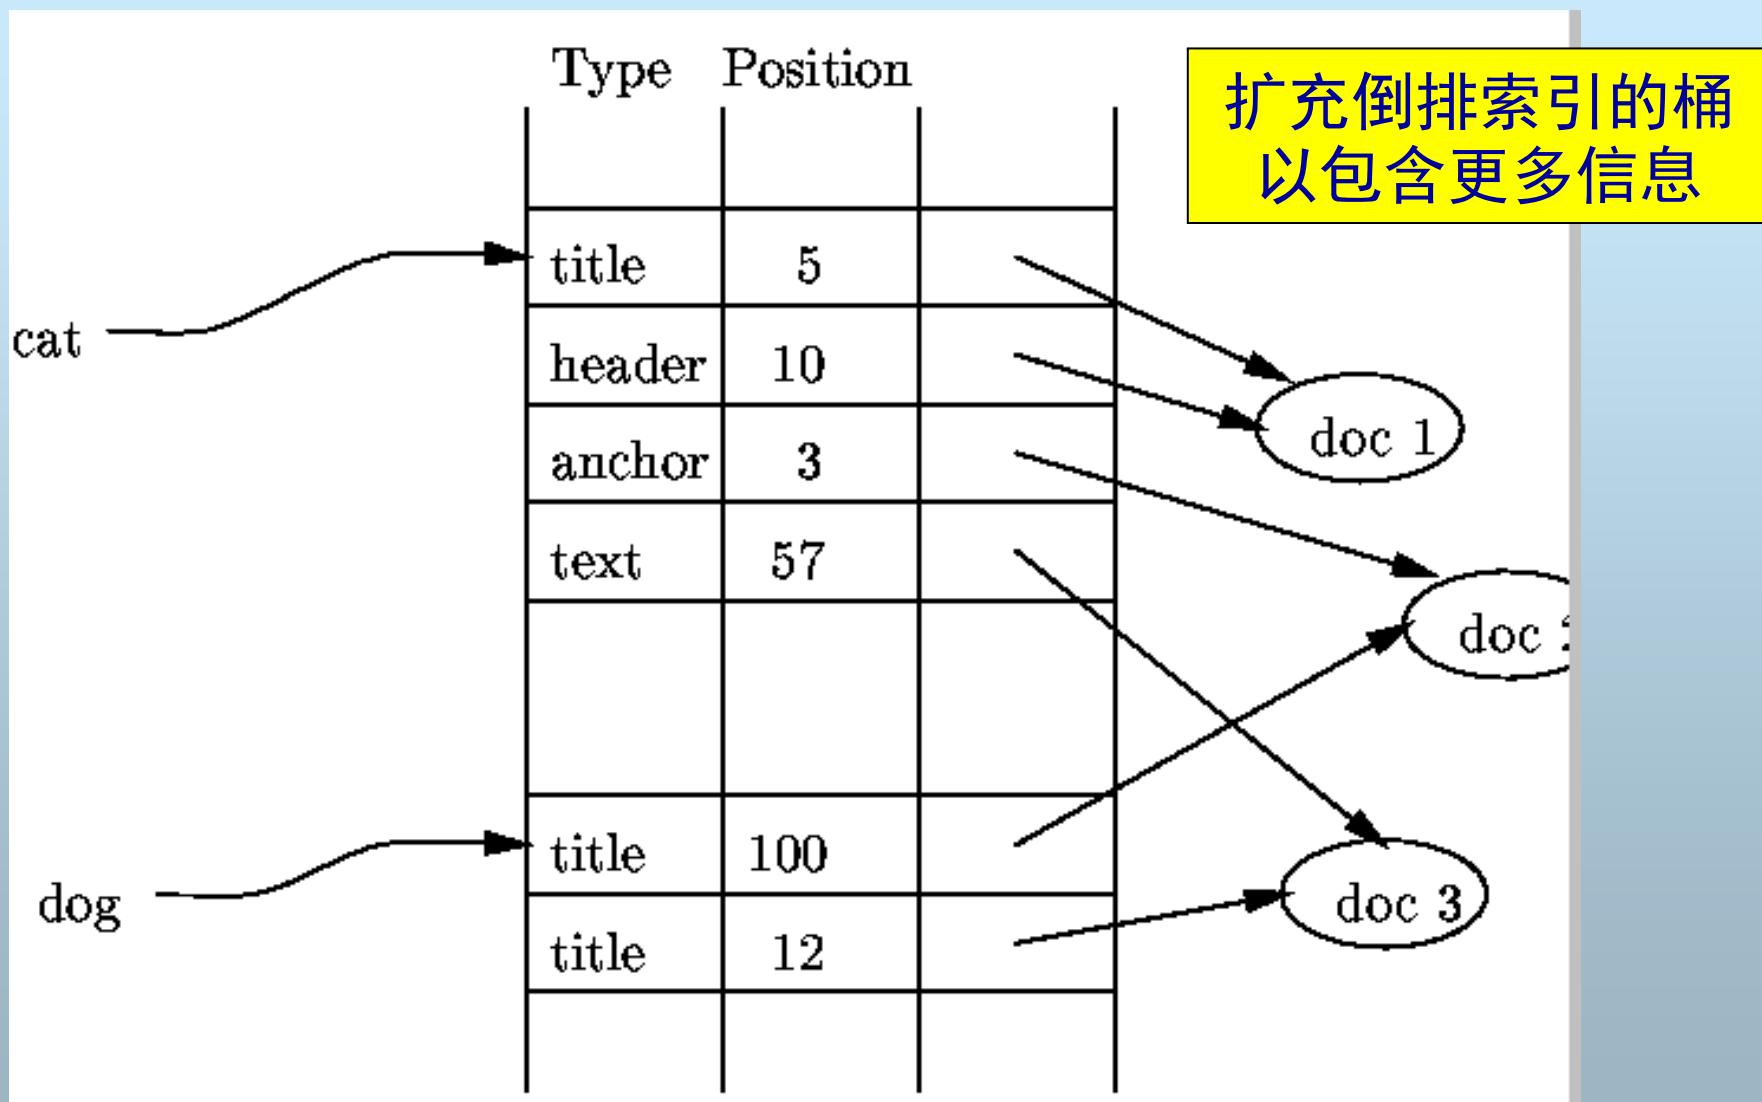 Type Position
扩充倒排索引的桶
以包含更多信息
title 5
cat
header 10
doc 1
anchor 3
text 57
doc
title 100
dog
doc 3
title 12